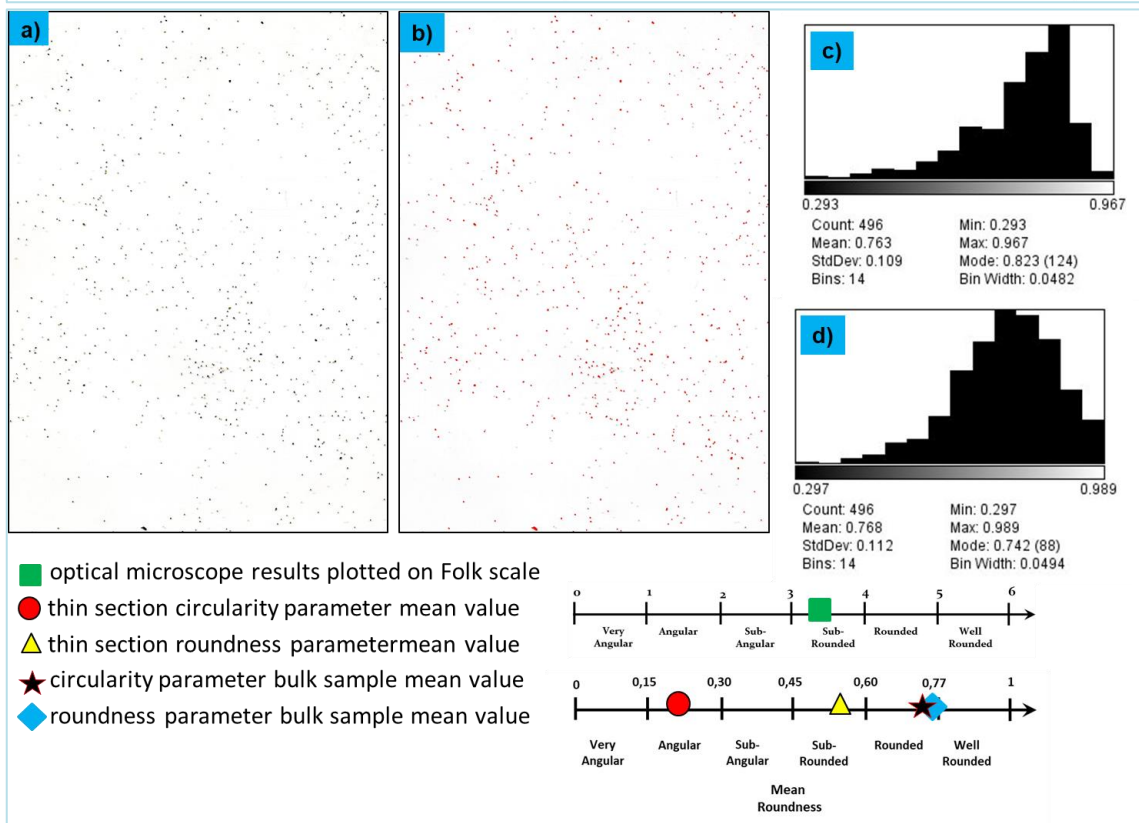 a)
b)
c)
0.293
0.967
Count: 496
Min: 0.293
Mean: 0.763
Max: 0.967
StdDev: 0.109
Mode: 0.823 (124)
Bins: 14
Bin Width: 0.0482
d)
0.297
0.989
Count: 496
Min: 0.297
Mean: 0.768
Max: 0.989
StdDev: 0.112
Mode: 0.742 (88)
Bins: 14
Bin Width: 0.0494
optical microscope results plotted on Folk scale
thin section circularity parameter mean value
thin section roundness parametermean value
circularity parameter bulk sample mean value
roundness parameter bulk sample mean value
0 1 2 3 4 5 6
Very Angular
Angular
Sub-Angular
Sub-Rounded
Rounded
Well Rounded
0 0,15 0,30 0,45 0,60 0,77 1
Very
Angular
Angular
Sub-
Angular
Sub-
Rounded
Rounded
Well
Rounded
Mean
Roundness